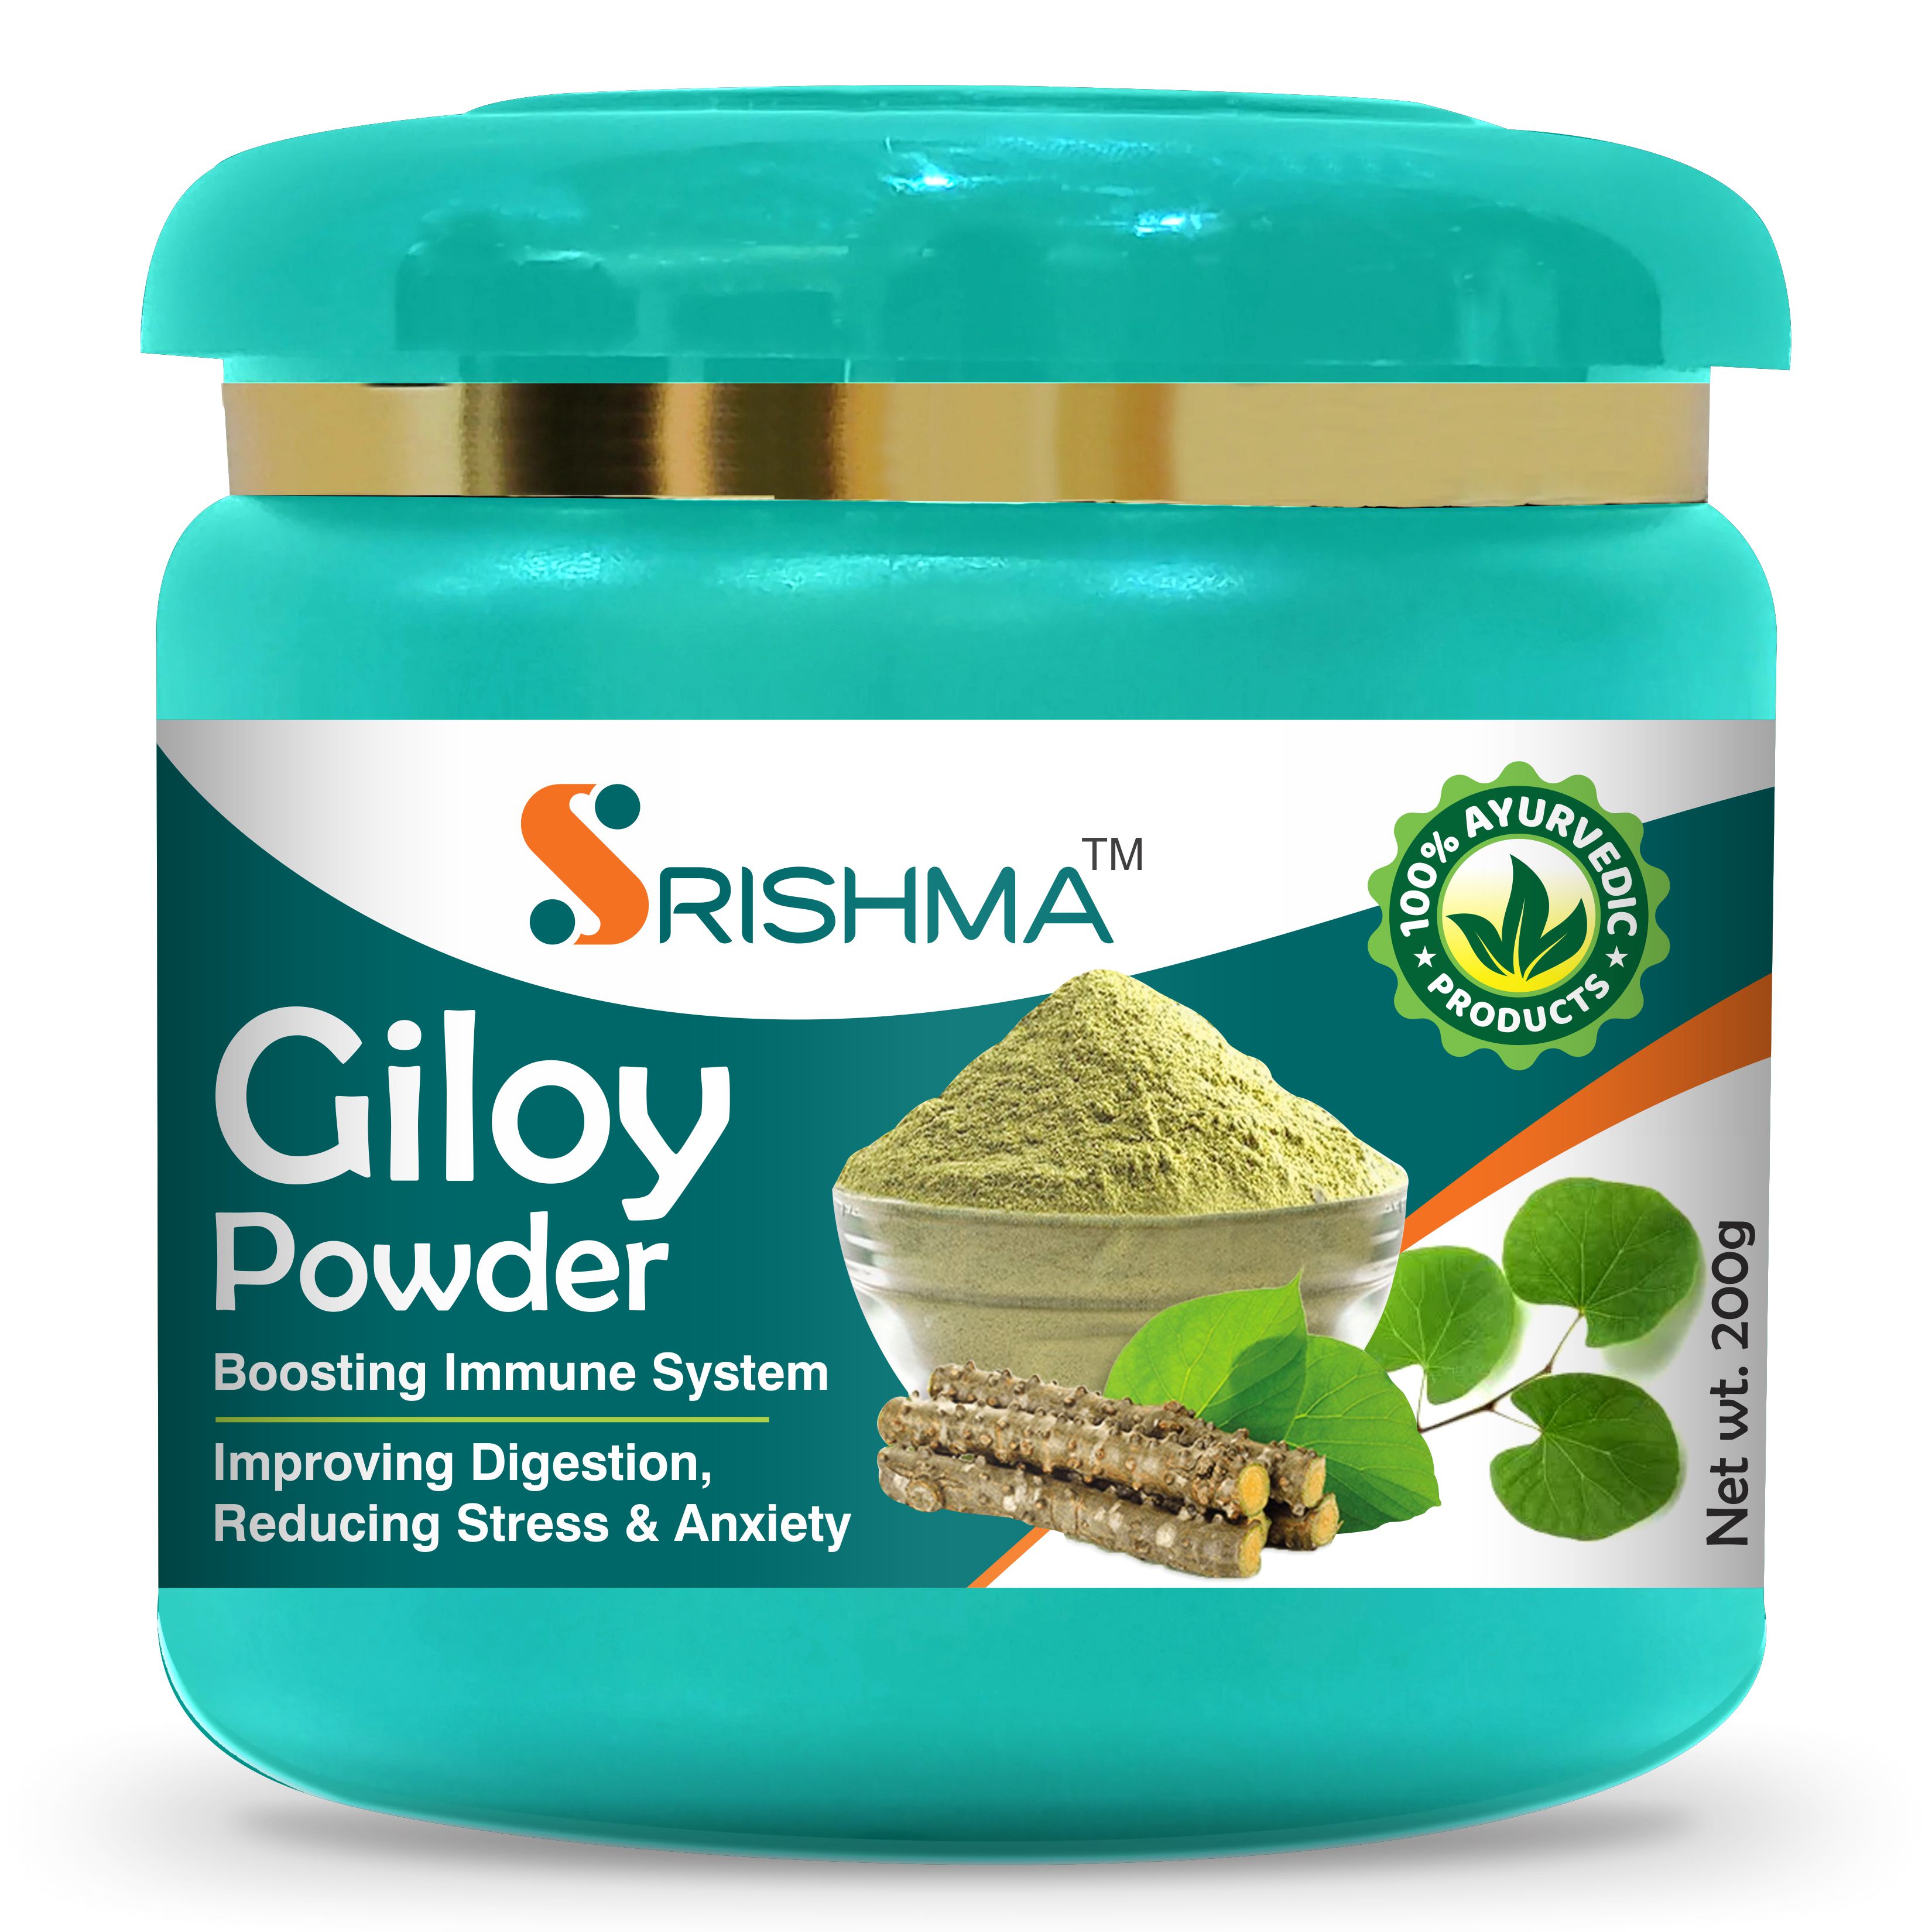 SRISHMA™
100% AYURVEDIC
★ PRODUCTS ★
Giloy
Powder
Boosting Immune System
Improving Digestion,
Reducing Stress & Anxiety
Net wt. 200g